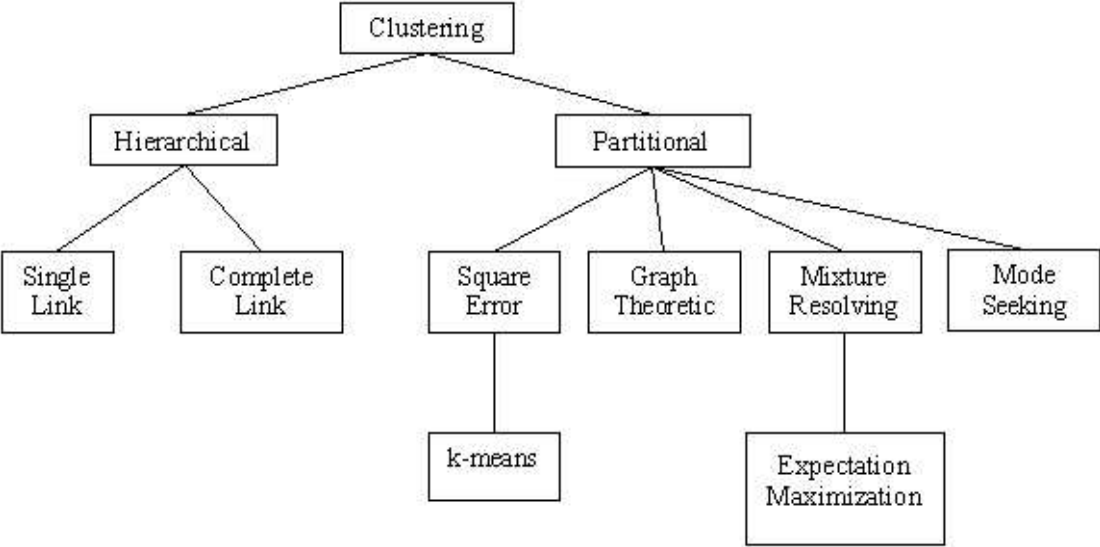 Clustering
Hierarchical
Partitional
Single
Link
Complete
Link
Square
Error
Graph
Theoretic
Mixture
Resolving
Mode
Seeking
k-means
Expectation
Maximization